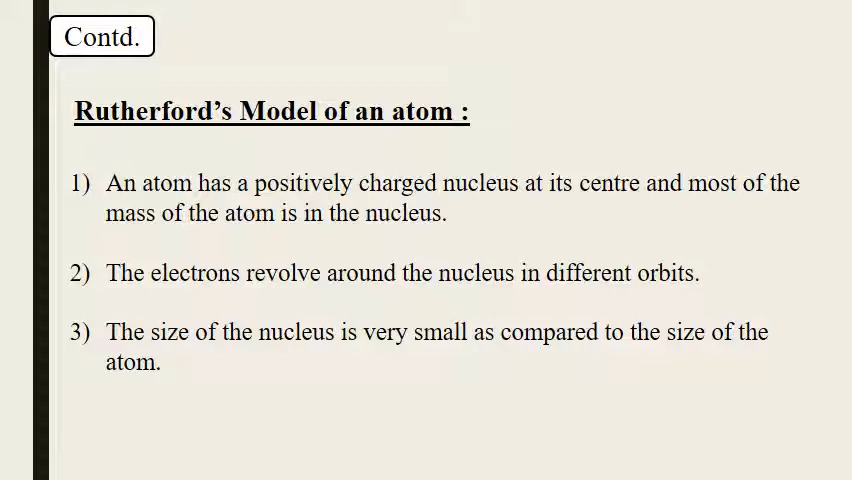 Contd.
Rutherford’s Model of an atom :
1) An atom has a positively charged nucleus at its centre and most of the
mass of the atom is in the nucleus.
2) The electrons revolve around the nucleus in different orbits.
3) The size of the nucleus is very small as compared to the size of the
atom.